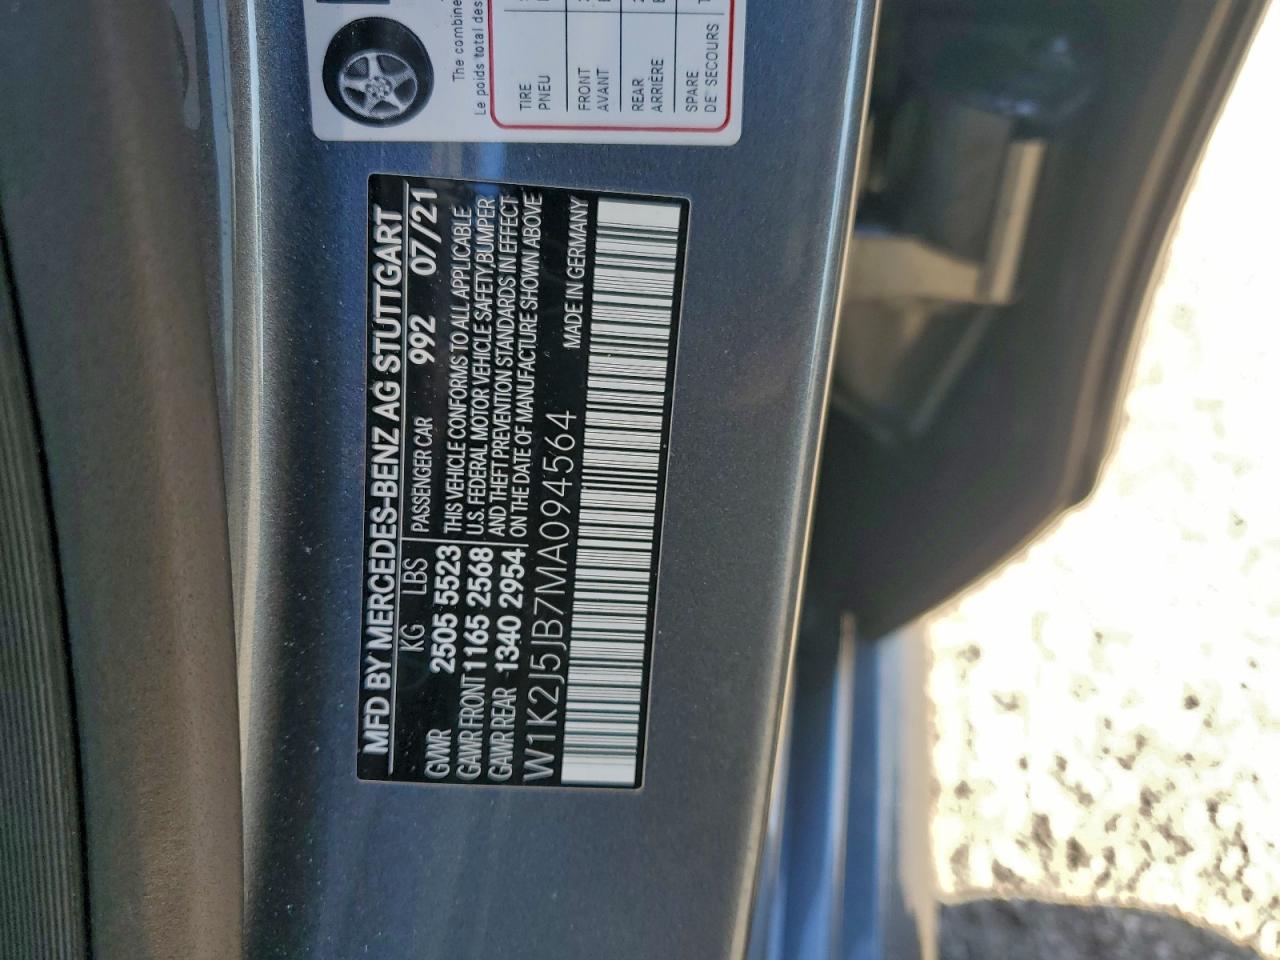 The combine
Le poids total des
TIRE
PNEU
FRONT
AVANT
REAR
ARRIÈRE
SPARE
DE SECOURS
MFD BY MERCEDES-BENZ AG STUTTGART
KG LBS PASSENGER CAR 992 07/21
GWR 2505 5523 THIS VEHICLE CONFORMS TO ALL APPLICABLE
GAWR FRONT 1165 2568 U.S. FEDERAL MOTOR VEHICLE SAFETY,BUMPER
GAWR REAR 1340 2954 AND THEFT PREVENTION STANDARDS IN EFFECT
ON THE DATE OF MANUFACTURE SHOWN ABOVE
W1K2J5JB7MA094564 MADE IN GERMANY